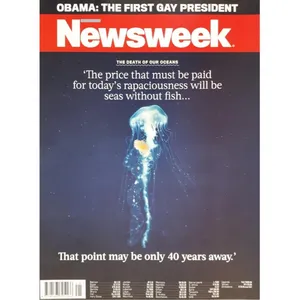 OBAMA: THE FIRST GAY PRESIDENT
Newsweek
THE DEATH OF OUR OCEANS
‘The price that must be paid
for today’s rapaciousness will be
seas without fish...
That point may be only 40 years away.’